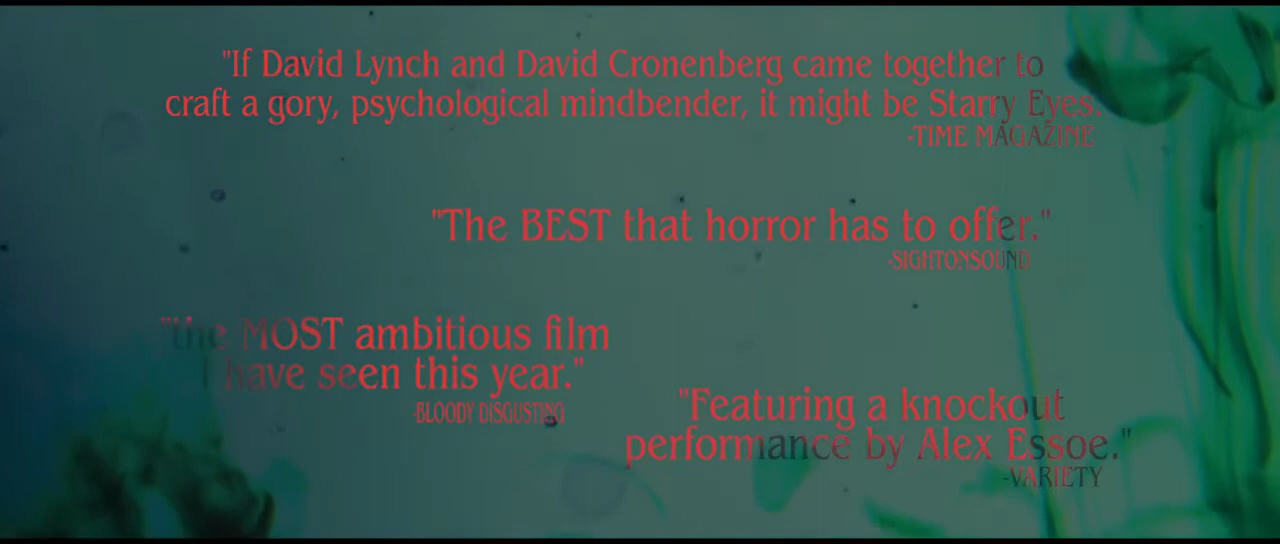 "If David Lynch and David Cronenberg came together to
craft a gory, psychological mindbender, it might be Starry Eyes.
-TIME MAGAZINE
"The BEST that horror has to offer."
-SIGHTONSOUND
"the MOST ambitious film
I have seen this year."
-BLOODY DISGUSTING
"Featuring a knockout
performance by Alex Essoe."
-VARIETY